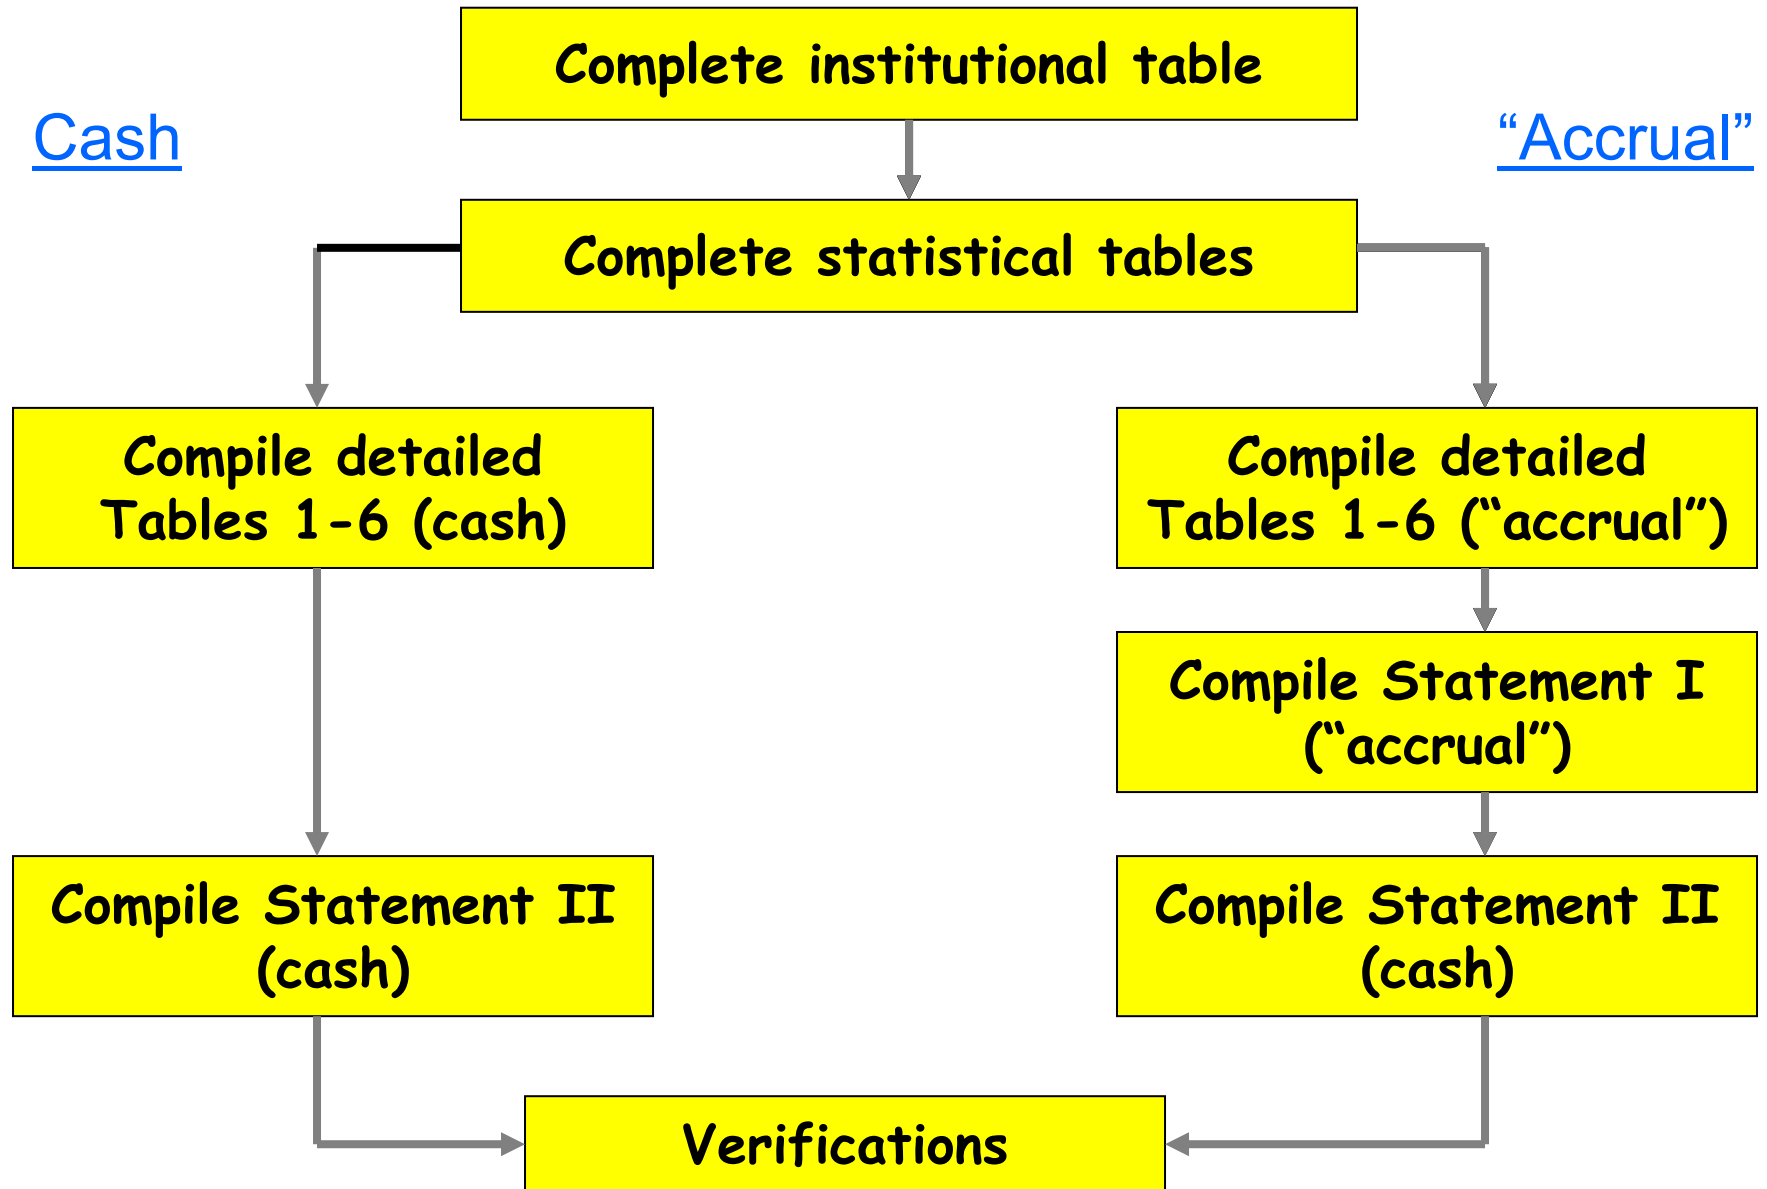 Complete institutional table
Cash
“Accrual”
Complete statistical tables
Compile detailed
Tables 1-6 (cash)
Compile detailed
Tables 1-6 (“accrual”)
Compile Statement I
(“accrual”)
Compile Statement II
(cash)
Compile Statement II
(cash)
Verifications